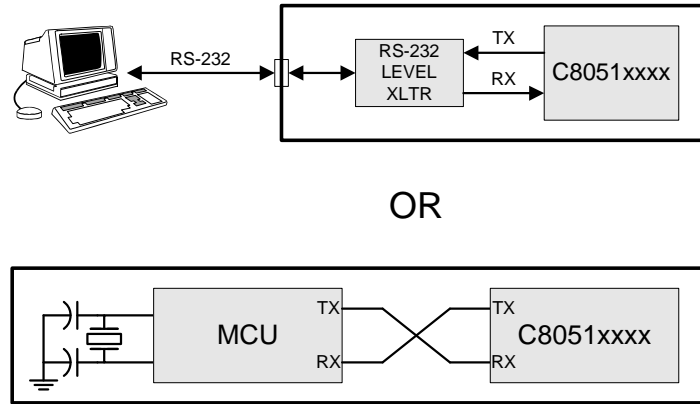 RS-232
RS-232
LEVEL
XLTR
TX
RX
C8051xxxx
OR
MCU
TX
RX
TX
RX
C8051xxxx